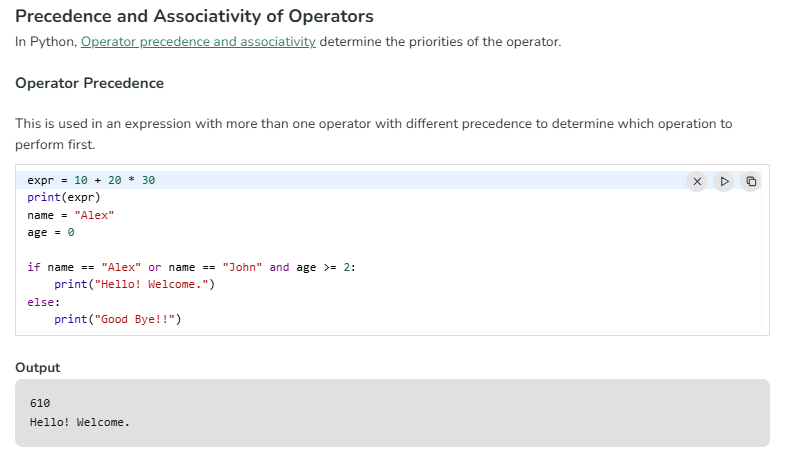 Precedence and Associativity of Operators
In Python, Operator precedence and associativity determine the priorities of the operator.
Operator Precedence
This is used in an expression with more than one operator with different precedence to determine which operation to
perform first.
expr = 10 + 20 * 30
print(expr)
name = "Alex"
age = 0
if name == "Alex" or name == "John" and age >= 2:
    print("Hello! Welcome.")
else:
    print("Good Bye!!")
Output
610
Hello! Welcome.